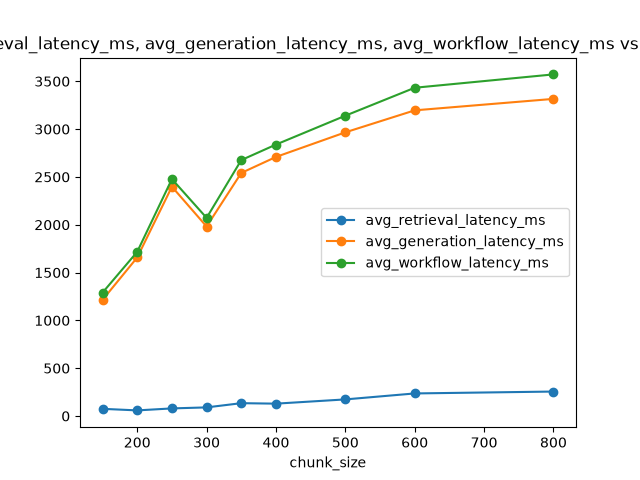 eval_latency_ms, avg_generation_latency_ms, avg_workflow_latency_ms vs
3500
3000
2500
2000
1500
1000
500
0
avg_retrieval_latency_ms
avg_generation_latency_ms
avg_workflow_latency_ms
200 300 400 500 600 700 800
chunk_size